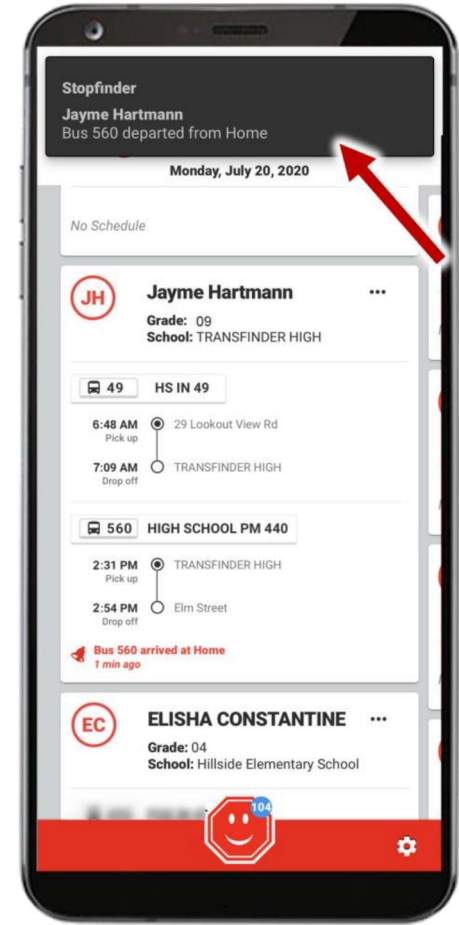 Stopfinder
Jayme Hartmann
Bus 560 departed from Home
Monday, July 20, 2020
No Schedule
JH
Jayme Hartmann
Grade: 09
School: TRANSFINDER HIGH
49 HS IN 49
6:48 AM 29 Lookout View Rd
Pick up
7:09 AM TRANSFINDER HIGH
Drop off
560 HIGH SCHOOL PM 440
2:31 PM TRANSFINDER HIGH
Pick up
2:54 PM Elm Street
Drop off
Bus 560 arrived at Home
1 min ago
EC
ELISHA CONSTANTINE
Grade: 04
School: Hillside Elementary School
104